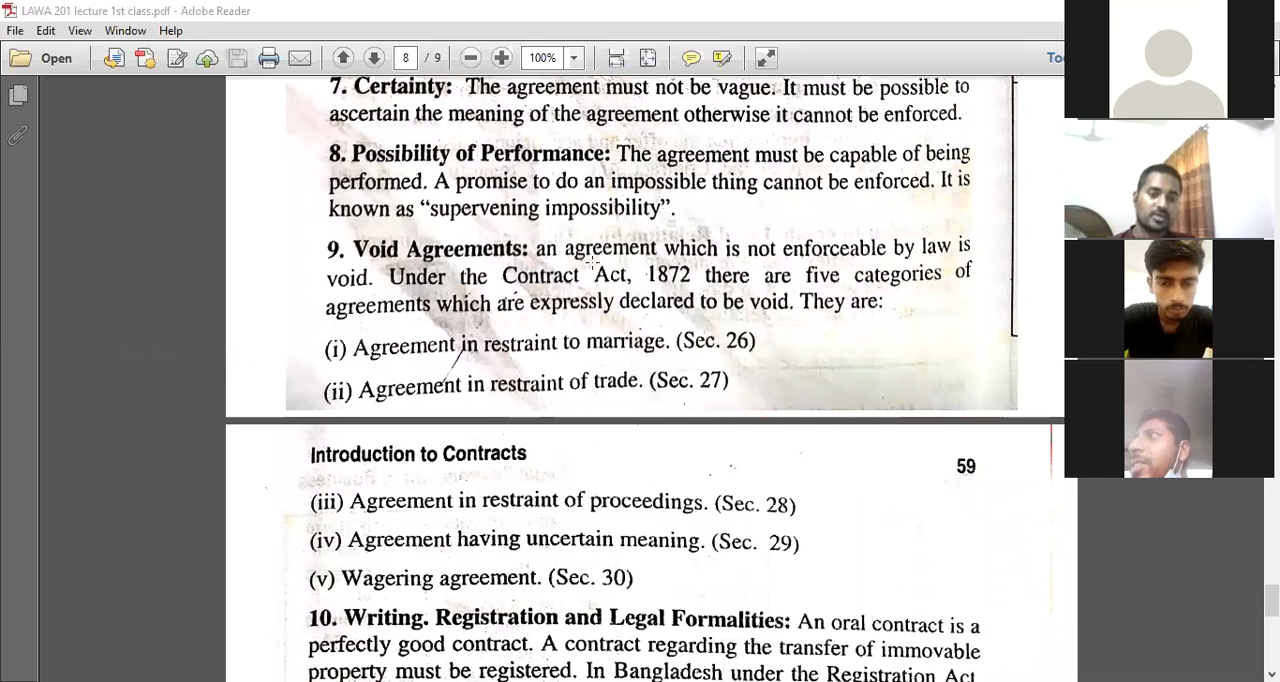 LAWA 201 lecture 1st class.pdf - Adobe Reader
File Edit View Window Help
Open 8 / 9 100%
7. Certainty: The agreement must not be vague. It must be possible to
ascertain the meaning of the agreement otherwise it cannot be enforced.
8. Possibility of Performance: The agreement must be capable of being
performed. A promise to do an impossible thing cannot be enforced. It is
known as “supervening impossibility”.
9. Void Agreements: an agreement which is not enforceable by law is
void. Under the Contract Act, 1872 there are five categories of
agreements which are expressly declared to be void. They are:
(i) Agreement in restraint to marriage. (Sec. 26)
(ii) Agreement in restraint of trade. (Sec. 27)
Introduction to Contracts
59
(iii) Agreement in restraint of proceedings. (Sec. 28)
(iv) Agreement having uncertain meaning. (Sec. 29)
(v) Wagering agreement. (Sec. 30)
10. Writing. Registration and Legal Formalities: An oral contract is a
perfectly good contract. A contract regarding the transfer of immovable
property must be registered. In Bangladesh under the Registration Act